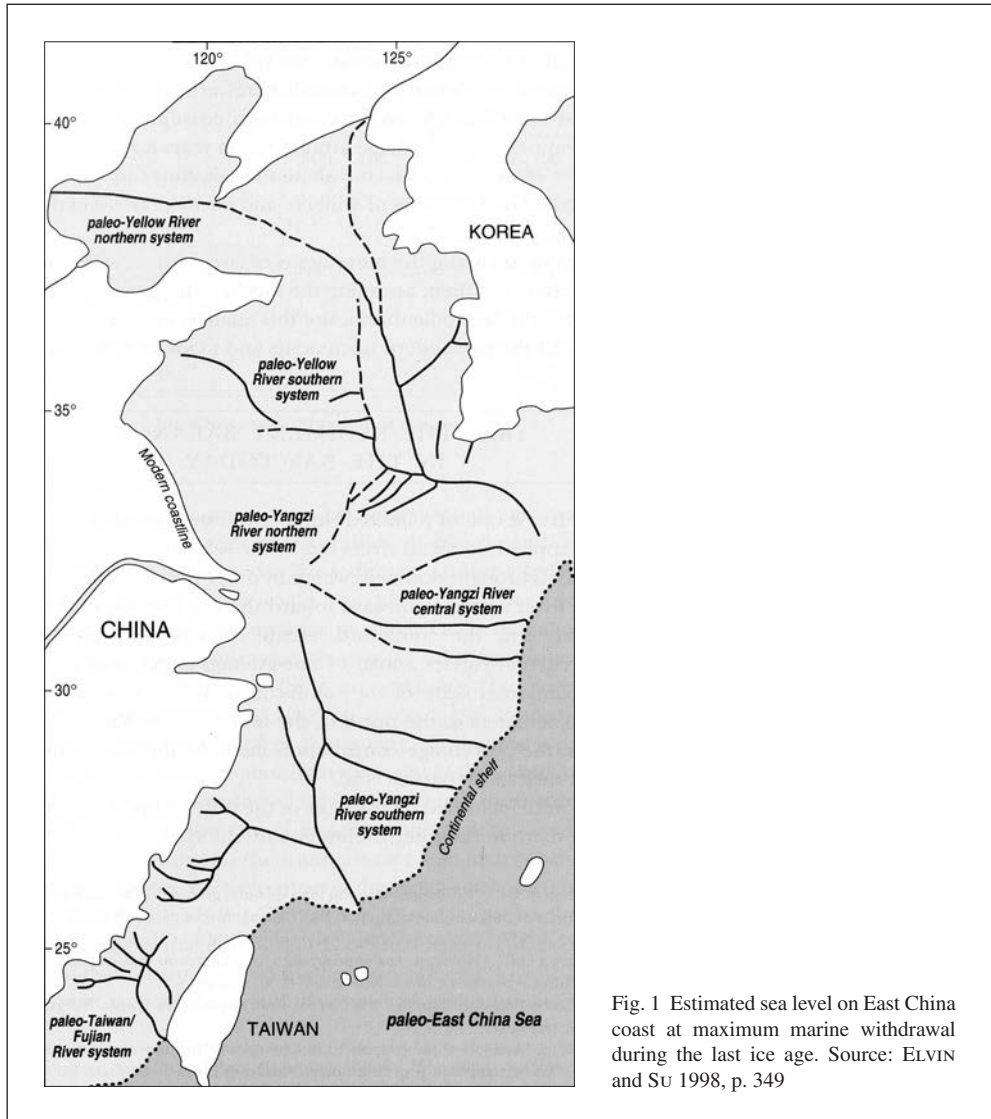 120°
125°
40°
paleo-Yellow River
northern system
KOREA
paleo-Yellow
River southern
system
35°
Modern coastline
paleo-Yangzi
River northern
system
paleo-Yangzi River
central system
CHINA
30°
Continental shelf
paleo-Yangzi
River southern
system
25°
paleo-Taiwan/
Fujian
River system
TAIWAN
paleo-East China Sea
Fig. 1 Estimated sea level on East China
coast at maximum marine withdrawal
during the last ice age. Source: ELVIN
and SU 1998, p. 349